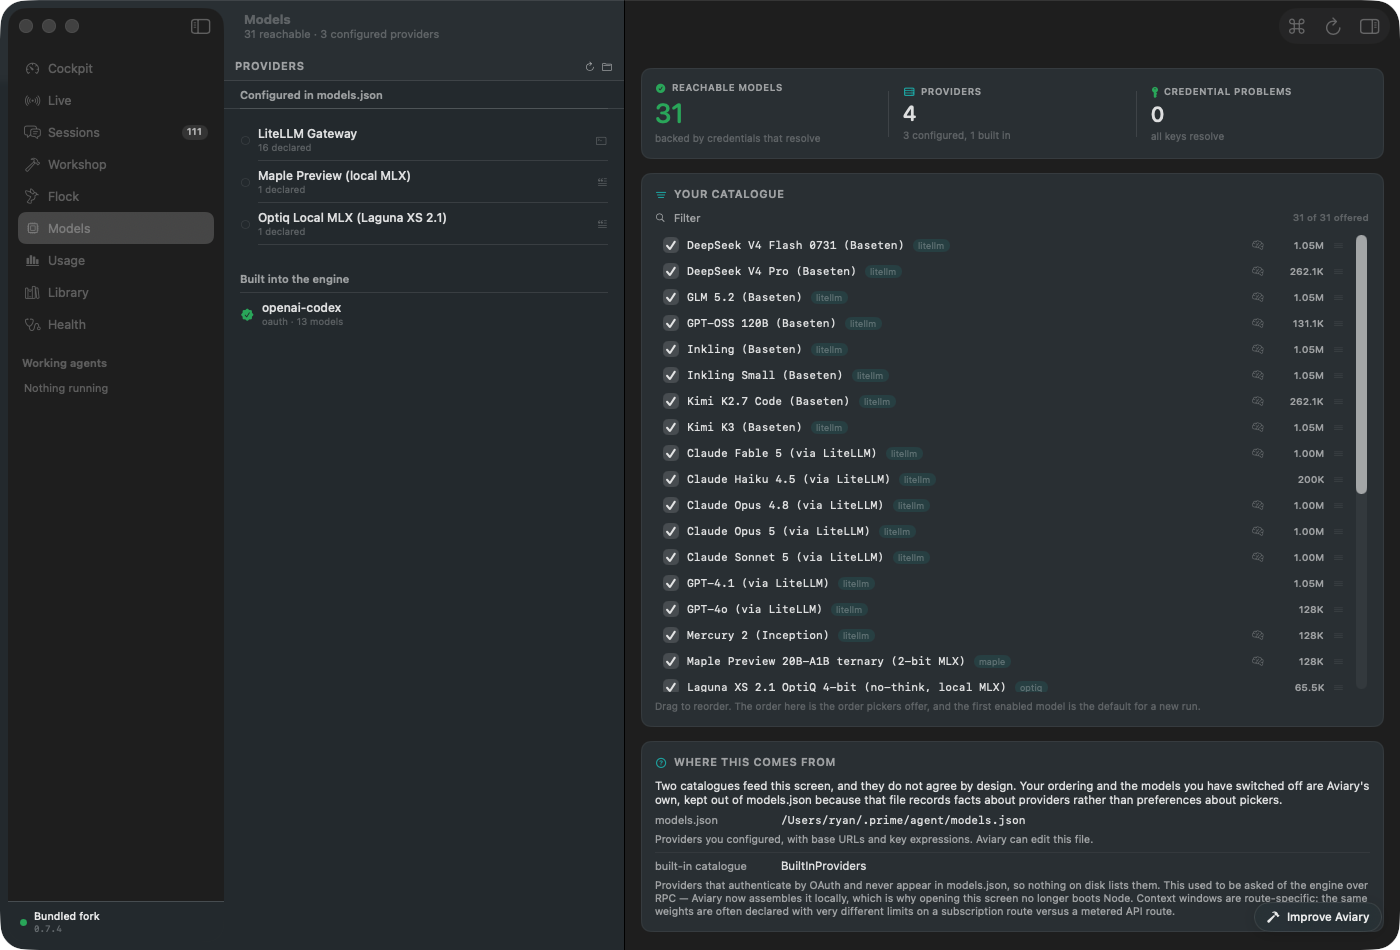 Cockpit
Live
Sessions 111
Workshop
Flock
Models
Usage
Library
Health
Working agents
Nothing running
Bundled fork
0.7.4
Models
31 reachable · 3 configured providers
PROVIDERS
Configured in models.json
LiteLLM Gateway
16 declared
Maple Preview (local MLX)
1 declared
Optiq Local MLX (Laguna XS 2.1)
1 declared
Built into the engine
openai-codex
oauth · 13 models
REACHABLE MODELS
31
backed by credentials that resolve
PROVIDERS
4
3 configured, 1 built in
CREDENTIAL PROBLEMS
0
all keys resolve
YOUR CATALOGUE
Filter 31 of 31 offered
DeepSeek V4 Flash 0731 (Baseten) litellm 1.05M
DeepSeek V4 Pro (Baseten) litellm 262.1K
GLM 5.2 (Baseten) litellm 1.05M
GPT-OSS 120B (Baseten) litellm 131.1K
Inkling (Baseten) litellm 1.05M
Inkling Small (Baseten) litellm 1.05M
Kimi K2.7 Code (Baseten) litellm 262.1K
Kimi K3 (Baseten) litellm 1.05M
Claude Fable 5 (via LiteLLM) litellm 1.00M
Claude Haiku 4.5 (via LiteLLM) litellm 200K
Claude Opus 4.8 (via LiteLLM) litellm 1.00M
Claude Opus 5 (via LiteLLM) litellm 1.00M
Claude Sonnet 5 (via LiteLLM) litellm 1.00M
GPT-4.1 (via LiteLLM) litellm 1.05M
GPT-4o (via LiteLLM) litellm 128K
Mercury 2 (Inception) litellm 128K
Maple Preview 20B-A1B ternary (2-bit MLX) maple 128K
Laguna XS 2.1 OptiQ 4-bit (no-think, local MLX) optiq 65.5K
Drag to reorder. The order here is the order pickers offer, and the first enabled model is the default for a new run.
WHERE THIS COMES FROM
Two catalogues feed this screen, and they do not agree by design. Your ordering and the models you have switched off are Aviary's
own, kept out of models.json because that file records facts about providers rather than preferences about pickers.
models.json /Users/ryan/.prime/agent/models.json
Providers you configured, with base URLs and key expressions. Aviary can edit this file.
built-in catalogue BuiltInProviders
Providers that authenticate by OAuth and never appear in models.json, so nothing on disk lists them. This used to be asked of the engine over
RPC — Aviary now assembles it locally, which is why opening this screen no longer boots Node. Context windows are route-specific: the same
weights are often declared with very different limits on a subscription route versus a metered API route.
Improve Aviary